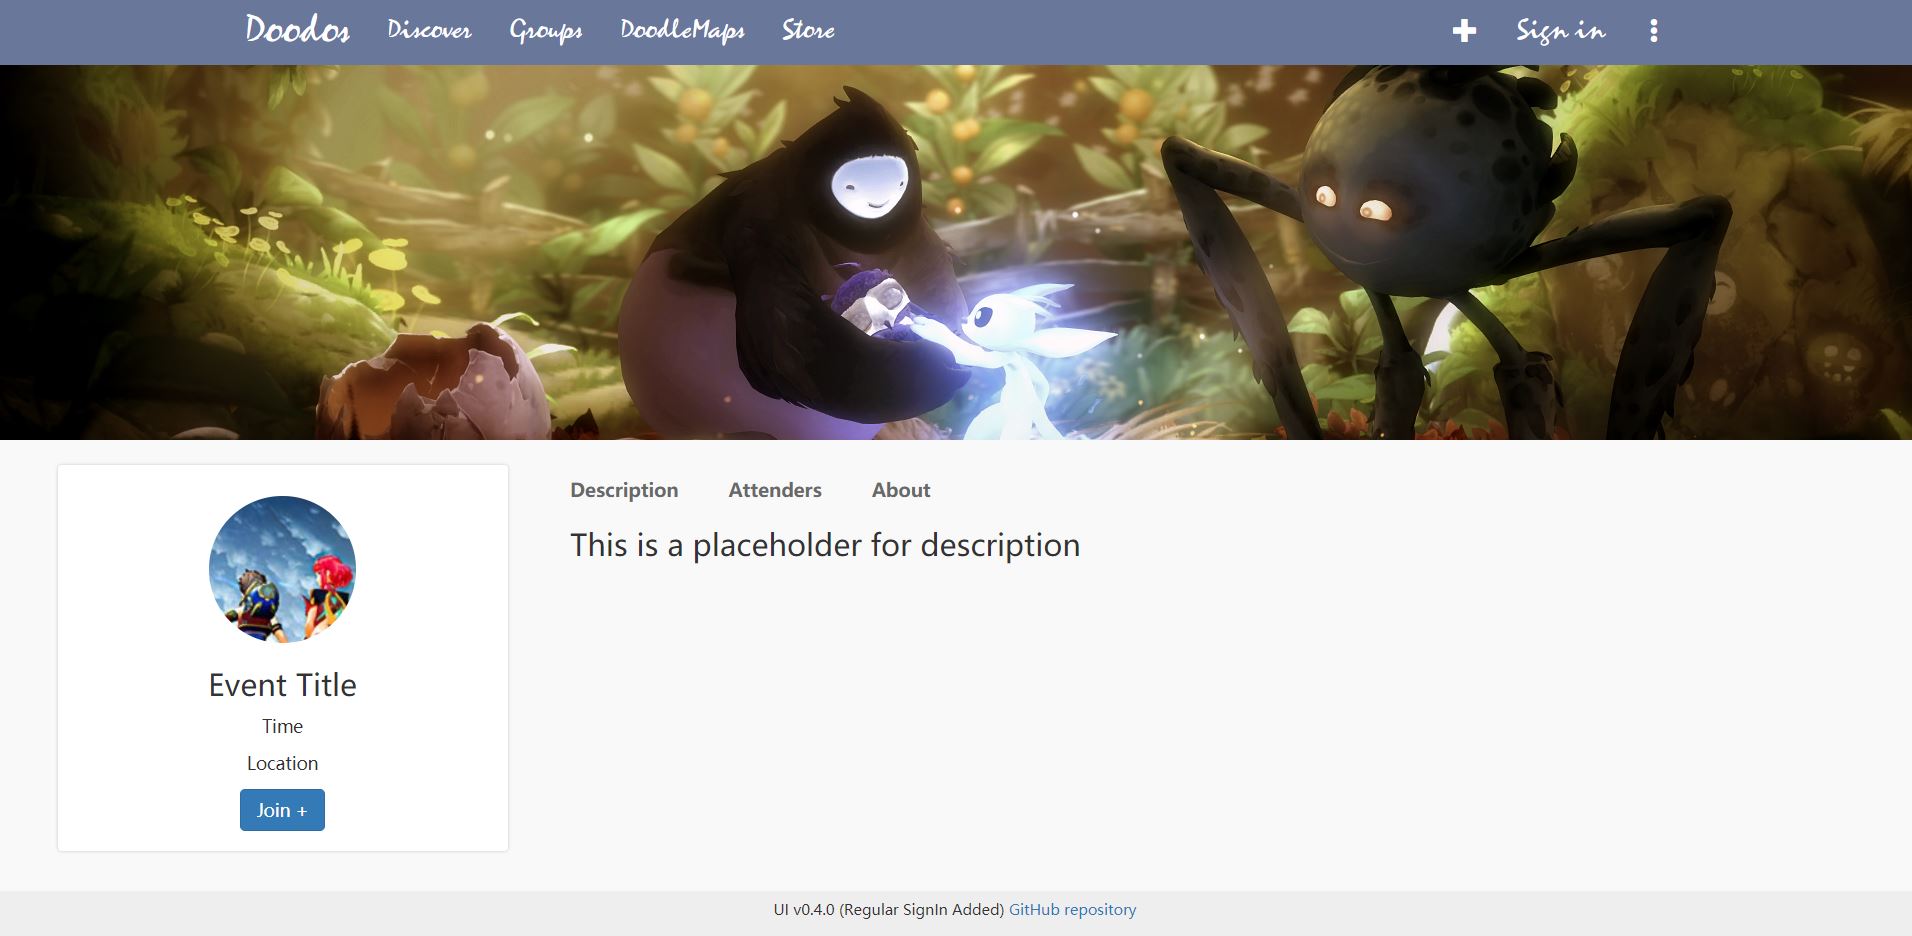 Doodos Discover Groups DoodleMaps Store Sign in
Description Attenders About
This is a placeholder for description
Event Title
Time
Location
Join +
UI v0.4.0 (Regular SignIn Added) GitHub repository